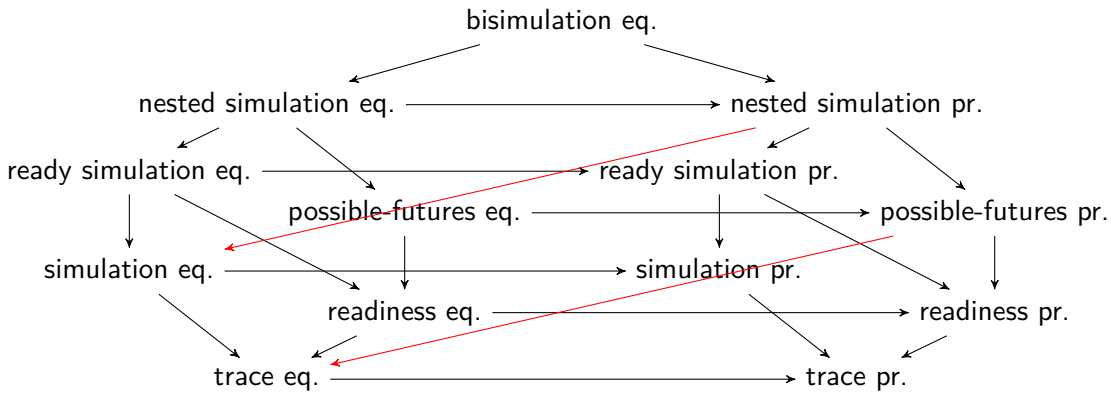 bisimulation eq.
nested simulation eq.
nested simulation pr.
ready simulation eq.
ready simulation pr.
possible-futures eq.
possible-futures pr.
simulation eq.
simulation pr.
readiness eq.
readiness pr.
trace eq.
trace pr.